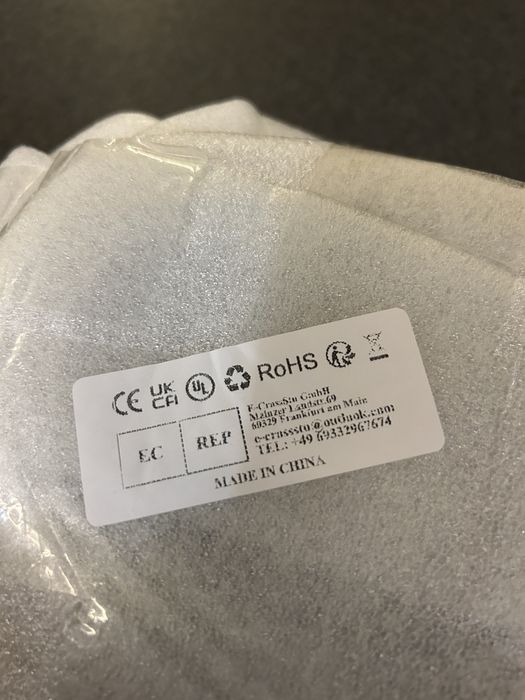 CE UK CA UL RoHS
EC REP
E-CrossStu GmbH
Mainzer Landstr.69
60329 Frankfurt am Main
e-crossstu@outlook.com
TEL: +49 69332967674
MADE IN CHINA